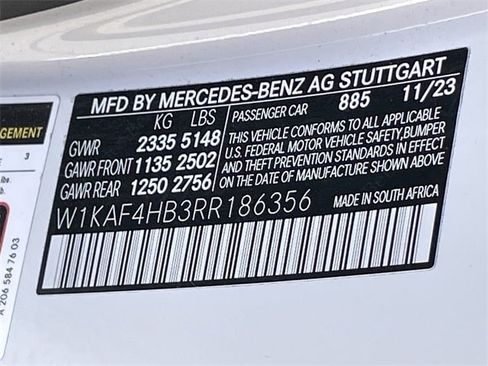 MFD BY MERCEDES-BENZ AG STUTTGART
KG LBS
PASSENGER CAR 885 11/23
GVWR 2335 5148
GAWR FRONT 1135 2502
GAWR REAR 1250 2756
THIS VEHICLE CONFORMS TO ALL APPLICABLE
U.S. FEDERAL MOTOR VEHICLE SAFETY, BUMPER
AND THEFT PREVENTION STANDARDS IN EFFECT
ON THE DATE OF MANUFACTURE SHOWN ABOVE
W1KAF4HB3RR186356 MADE IN SOUTH AFRICA
AGEMENT
3
lbs.
A 206 584 76 03